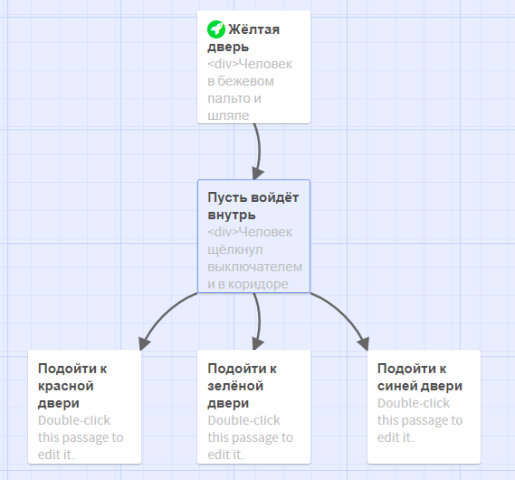 Жёлтая
дверь
<div>Человек
в бежевом
пальто и
шляпе
Пусть войдёт
внутрь
<div>Человек
щёлкнул
выключателем
и в коридоре
Подойти к
красной
двери
Double-click
this passage to
edit it.
Подойти к
зелёной
двери
Double-click
this passage to
edit it.
Подойти к
синей двери
Double-click
this passage to
edit it.